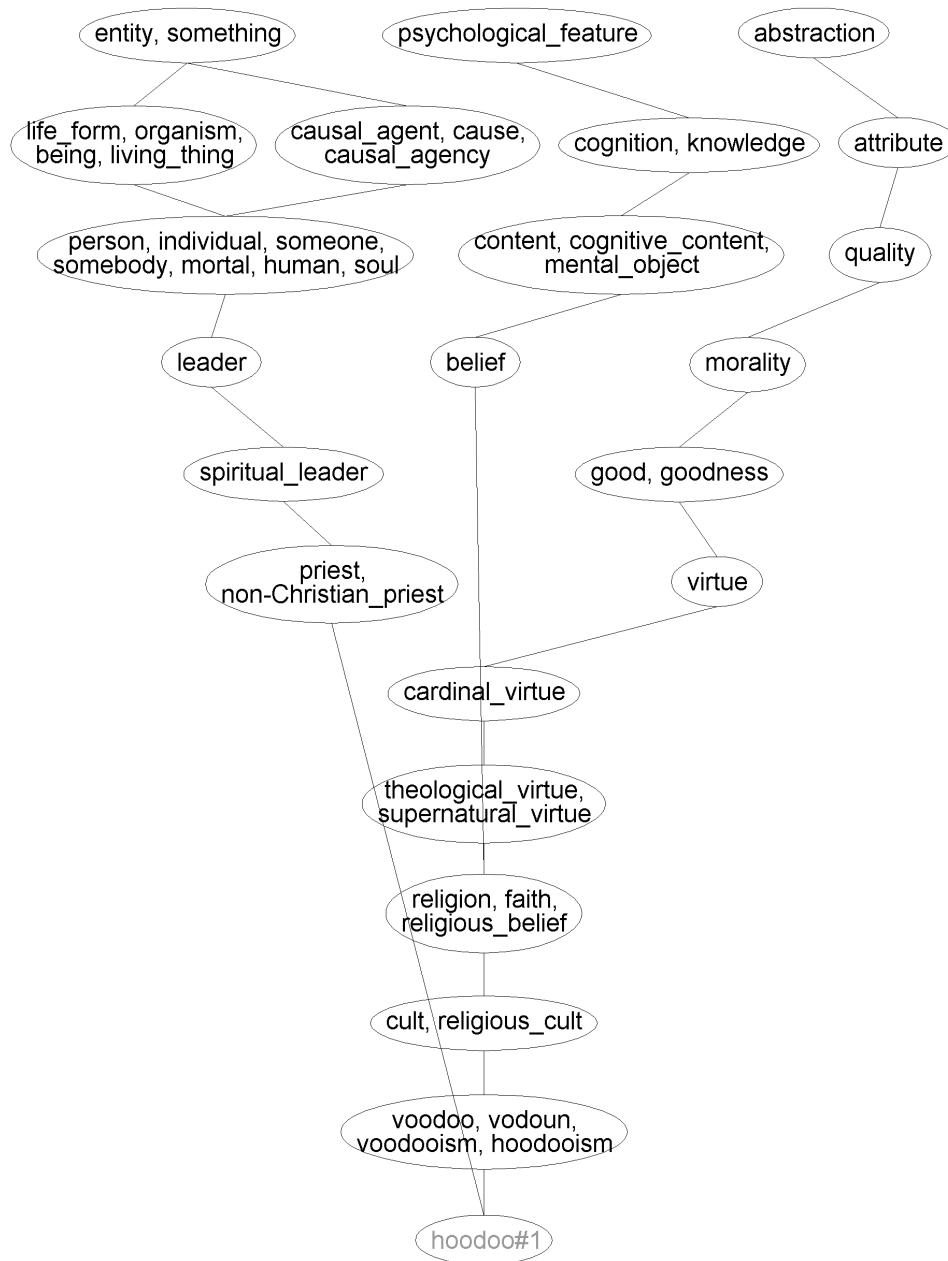 entity, something
psychological_feature
abstraction
life_form, organism,
being, living_thing
causal_agent, cause,
causal_agency
cognition, knowledge
attribute
person, individual, someone,
somebody, mortal, human, soul
content, cognitive_content,
mental_object
quality
leader
belief
morality
spiritual_leader
good, goodness
priest,
non-Christian_priest
virtue
cardinal_virtue
theological_virtue,
supernatural_virtue
religion, faith,
religious_belief
cult, religious_cult
voodoo, vodoun,
voodooism, hoodooism
hoodoo#1